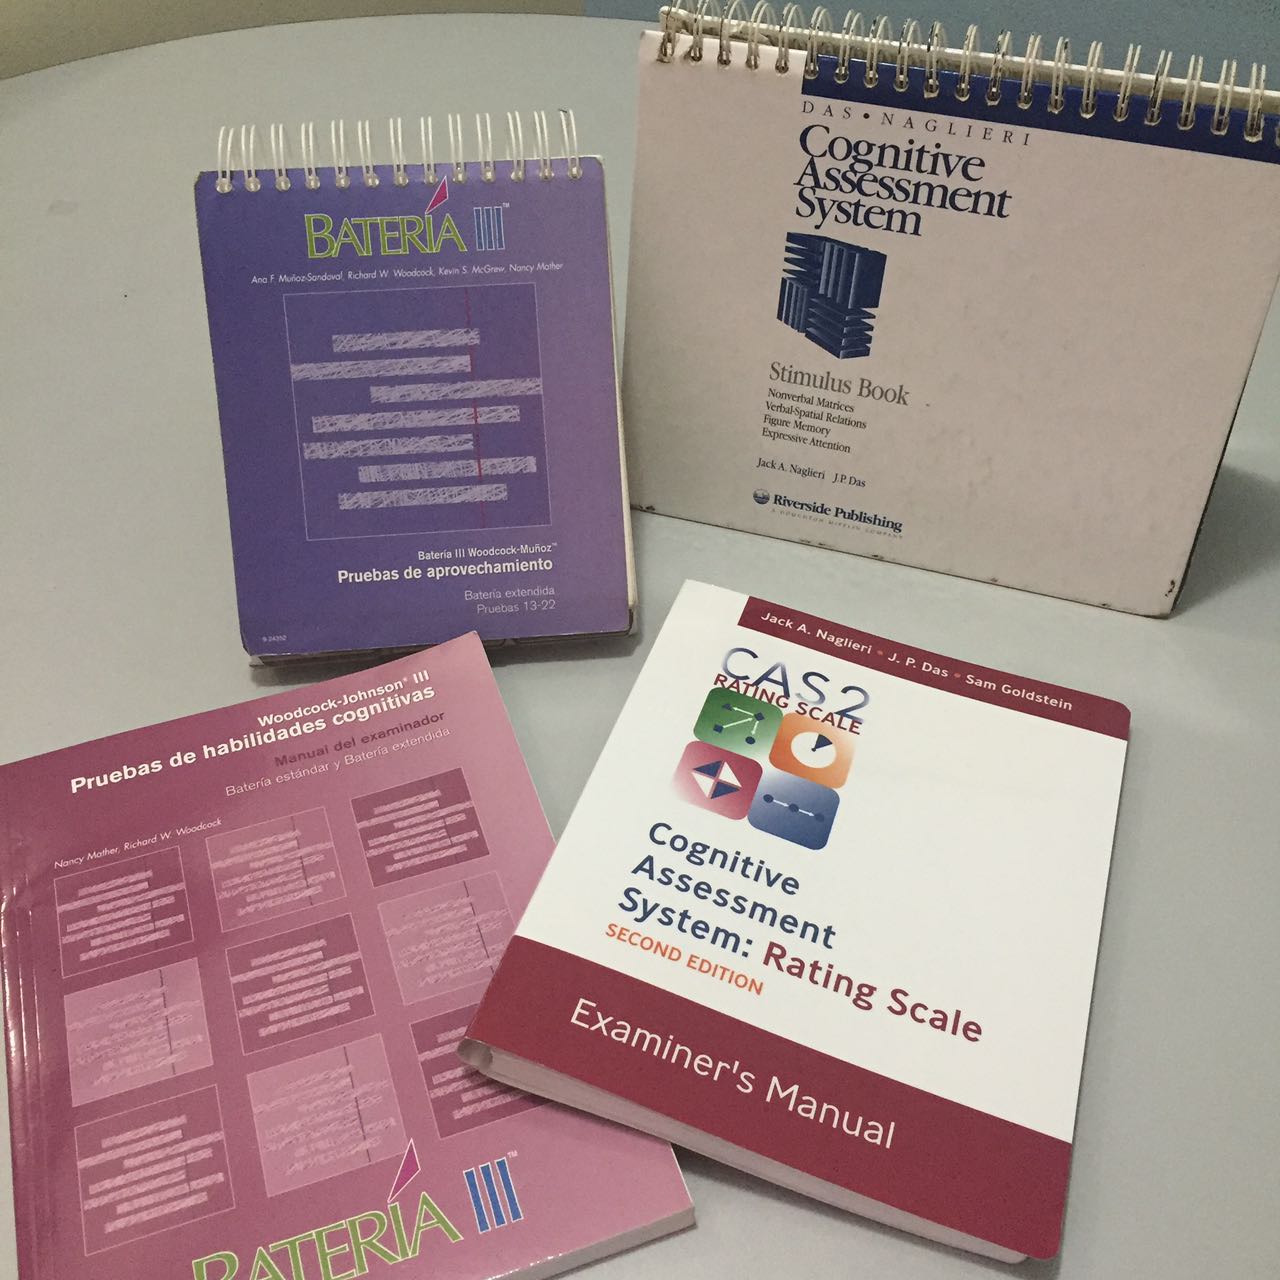 BATERÍA III™
Ana F. Muñoz-Sandoval, Richard W. Woodcock, Kevin S. McGrew, Nancy Mather
Batería III Woodcock-Muñoz™
Pruebas de aprovechamiento
Batería extendida
Pruebas 13-22
9-24352
DAS • NAGLIERI
Cognitive
Assessment
System
Stimulus Book
Nonverbal Matrices
Verbal-Spatial Relations
Figure Memory
Expressive Attention
Jack A. Naglieri J.P. Das
Riverside Publishing
A HOUGHTON MIFFLIN COMPANY
Woodcock-Johnson® III
Pruebas de habilidades cognitivas
Manual del examinador
Batería estándar y Batería extendida
Nancy Mather, Richard W. Woodcock
BATERÍA III™
Jack A. Naglieri • J. P. Das • Sam Goldstein
CAS2
RATING SCALE
Cognitive
Assessment
System: Rating Scale
SECOND EDITION
Examiner's Manual